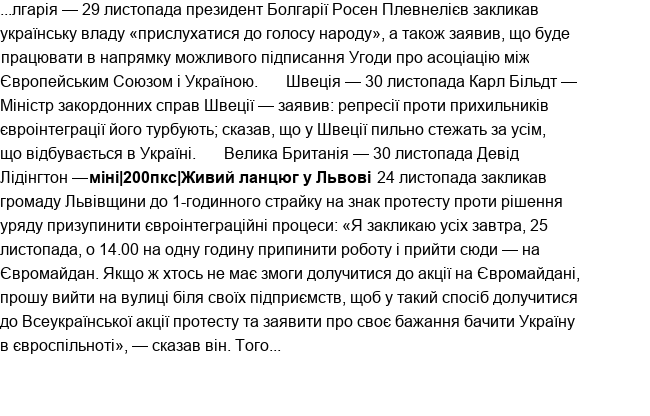 ...лгарія — 29 листопада президент Болгарії Росен Плевнелієв закликав
українську владу «прислухатися до голосу народу», а також заявив, що буде
працювати в напрямку можливого підписання Угоди про асоціацію між
Європейським Союзом і Україною. Швеція — 30 листопада Карл Більдт —
Міністр закордонних справ Швеції — заявив: репресії проти прихильників
євроінтеграції його турбують; сказав, що у Швеції пильно стежать за усім,
що відбувається в Україні. Велика Британія — 30 листопада Девід
Лідінгтон —міні|200пкс|Живий ланцюг у Львові 24 листопада закликав
громаду Львівщини до 1-годинного страйку на знак протесту проти рішення
уряду призупинити євроінтеграційні процеси: «Я закликаю усіх завтра, 25
листопада, о 14.00 на одну годину припинити роботу і прийти сюди — на
Євромайдан. Якщо ж хтось не має змоги долучитися до акції на Євромайдані,
прошу вийти на вулиці біля своїх підприємств, щоб у такий спосіб долучитися
до Всеукраїнської акції протесту та заявити про своє бажання бачити Україну
в євроспільноті», — сказав він. Того...